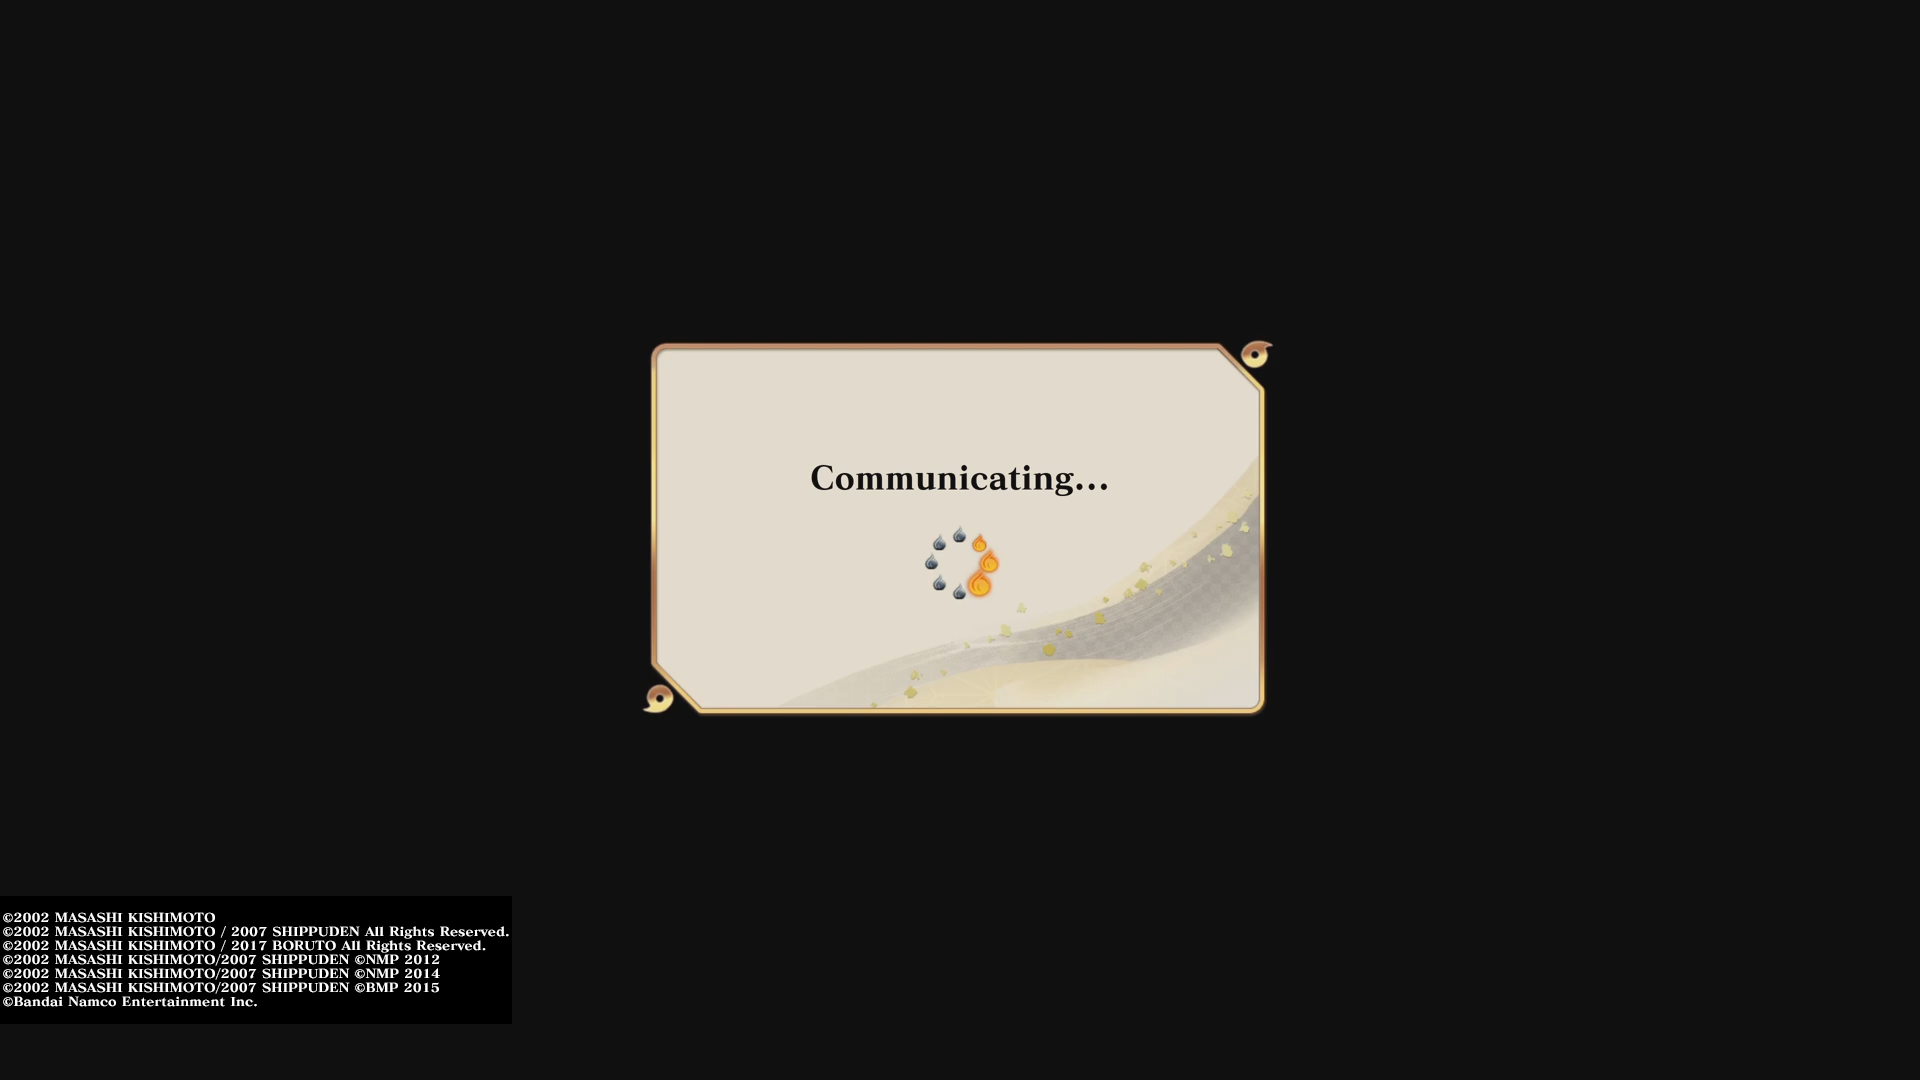 Communicating...
©2002 MASASHI KISHIMOTO
©2002 MASASHI KISHIMOTO / 2007 SHIPPUDEN All Rights Reserved.
©2002 MASASHI KISHIMOTO / 2017 BORUTO All Rights Reserved.
©2002 MASASHI KISHIMOTO/2007 SHIPPUDEN ©NMP 2012
©2002 MASASHI KISHIMOTO/2007 SHIPPUDEN ©NMP 2014
©2002 MASASHI KISHIMOTO/2007 SHIPPUDEN ©BMP 2015
©Bandai Namco Entertainment Inc.